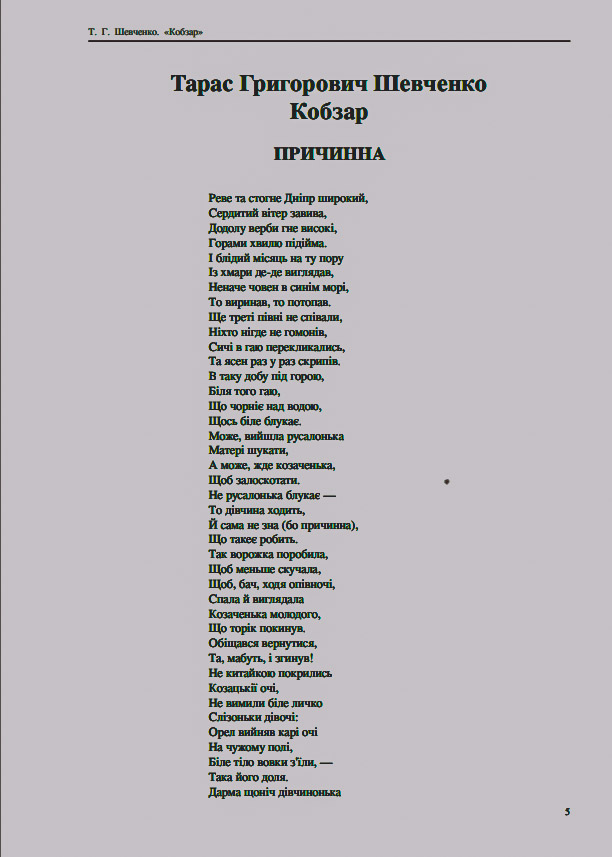 Т. Г. Шевченко. «Кобзар»
Тарас Григорович Шевченко
Кобзар
ПРИЧИННА
Реве та стогне Дніпр широкий,
Сердитий вітер завива,
Додолу верби гне високі,
Горами хвилю підійма.
І блідий місяць на ту пору
Із хмари де-де виглядав,
Неначе човен в синім морі,
То виринав, то потопав.
Ще треті півні не співали,
Ніхто нігде не гомонів,
Сичі в гаю перекликались,
Та ясен раз у раз скрипів.
В таку добу під горою,
Біля того гаю,
Що чорніє над водою,
Щось біле блукає.
Може, вийшла русалонька
Матері шукати,
А може, жде козаченька,
Щоб залоскотати.
Не русалонька блукає —
То дівчина ходить,
Й сама не зна (бо причинна),
Що такеє робить.
Так ворожка поробила,
Щоб меньше скучала,
Щоб, бач, ходя опівночі,
Спала й виглядала
Козаченька молодого,
Що торік покинув.
Обіщався вернутися,
Та, мабуть, і згинув!
Не китайкою покрились
Козацькії очі,
Не вимили біле личко
Слізоньки дівочі:
Орел вийняв карі очі
На чужому полі,
Біле тіло вовки з'їли, —
Така його доля.
Дарма щоніч дівчинонька
5